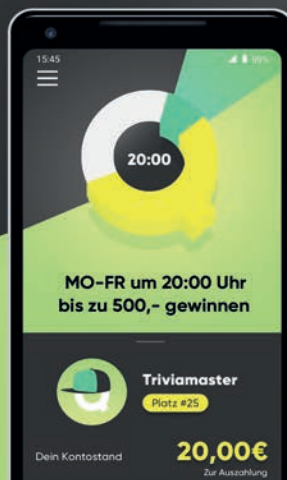 15:45
99%
20:00
MO-FR um 20:00 Uhr
bis zu 500,- gewinnen
Triviamaster
Platz #25
Dein Kontostand
20,00€
Zur Auszahlung